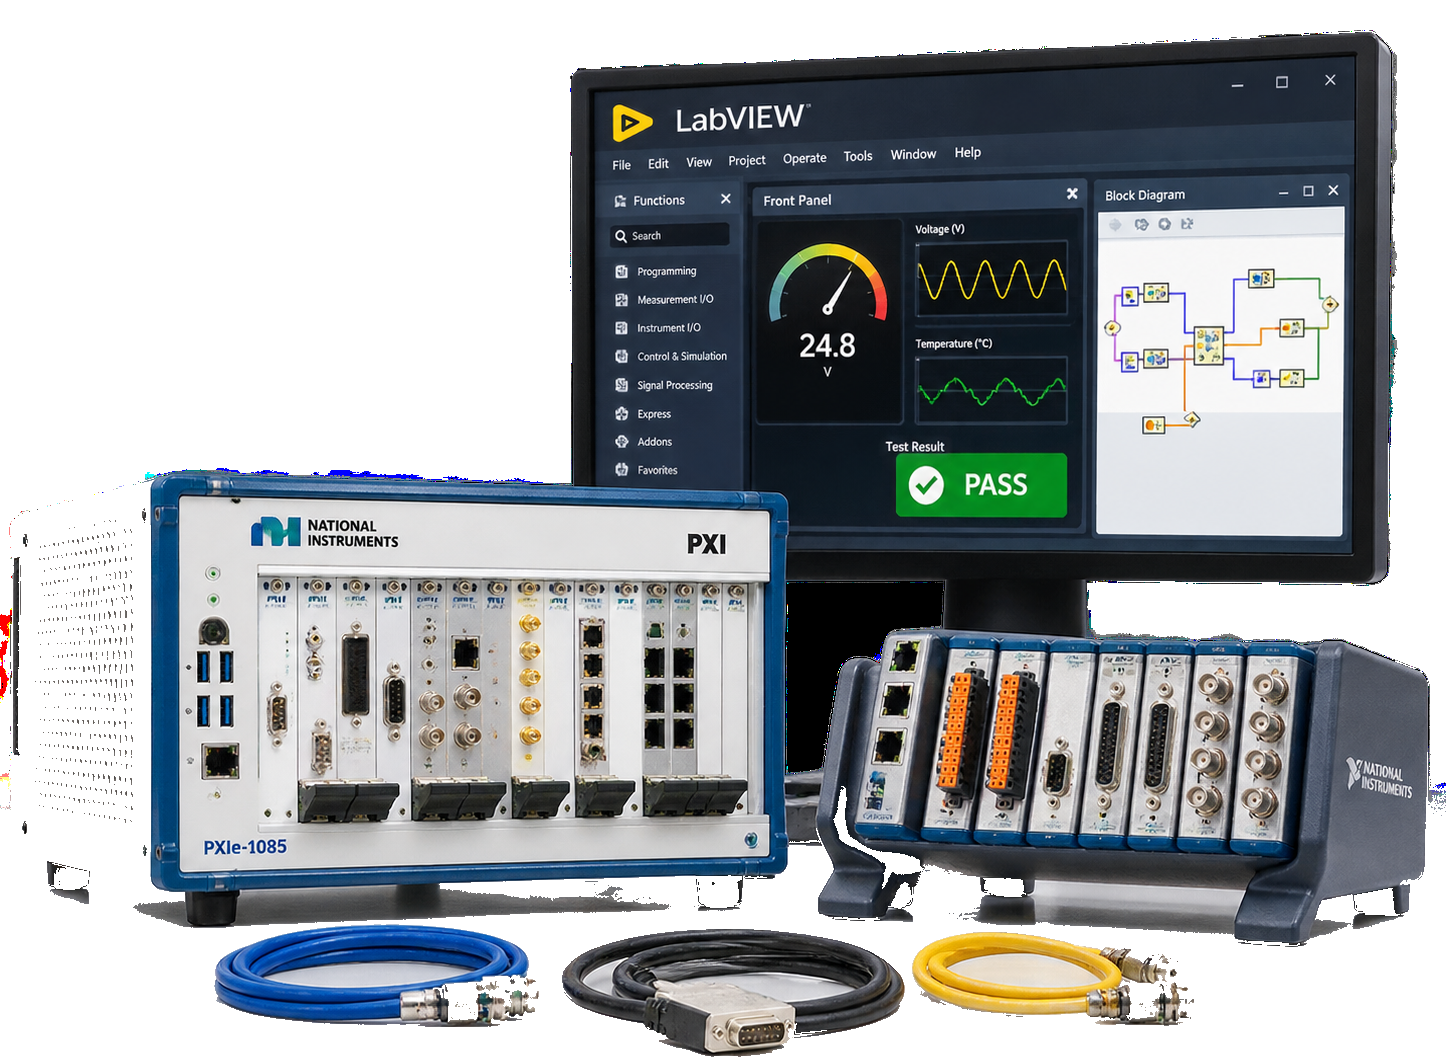 LabVIEW™
File Edit View Project Operate Tools Window Help
Functions
Search
Programming
Measurement I/O
Instrument I/O
Control & Simulation
Signal Processing
Express
Addons
Favorites
Front Panel
24.8
V
Voltage (V)
Temperature (°C)
Test Result
PASS
Block Diagram
NATIONAL
INSTRUMENTS
PXI
PXIe-1085
NATIONAL
INSTRUMENTS